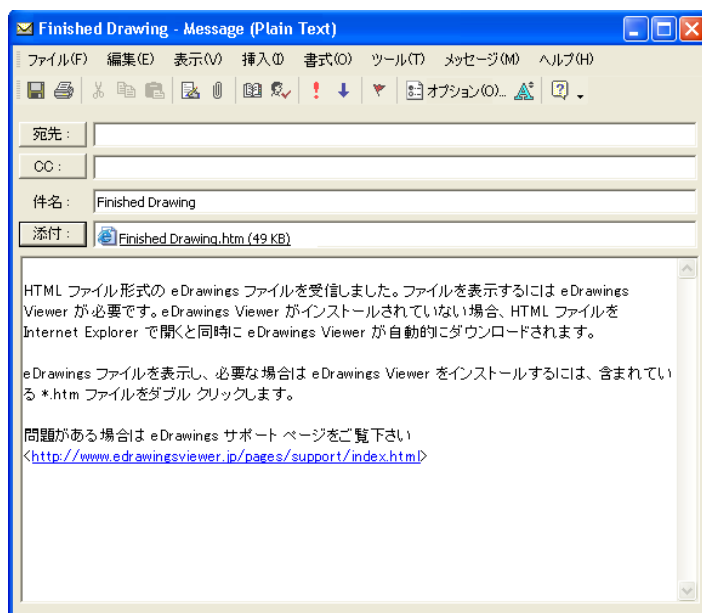 Finished Drawing - Message (Plain Text)
ファイル(F) 編集(E) 表示(V) 挿入(I) 書式(O) ツール(T) メッセージ(M) ヘルプ(H)
オプション(O)...
宛先:
CC:
件名: Finished Drawing
添付: Finished Drawing.htm (49 KB)
HTML ファイル形式の eDrawings ファイルを受信しました。ファイルを表示するには eDrawings
Viewer が必要です。eDrawings Viewer がインストールされていない場合、HTML ファイルを
Internet Explorer で開くと同時に eDrawings Viewer が自動的にダウンロードされます。
eDrawings ファイルを表示し、必要な場合は eDrawings Viewer をインストールするには、含まれてい
る *.htm ファイルをダブル クリックします。
問題がある場合は eDrawings サポート ページをご覧下さい
<http://www.edrawingsviewer.jp/pages/support/index.html>